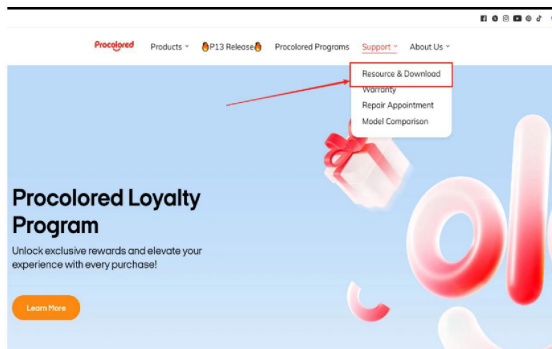 Procolored Products 🔥P13 Release🔥 Procolored Programs Support About Us
Resource & Download
Warranty
Repair Appointment
Model Comparison
Procolored Loyalty
Program
Unlock exclusive rewards and elevate your
experience with every purchase!
Learn More